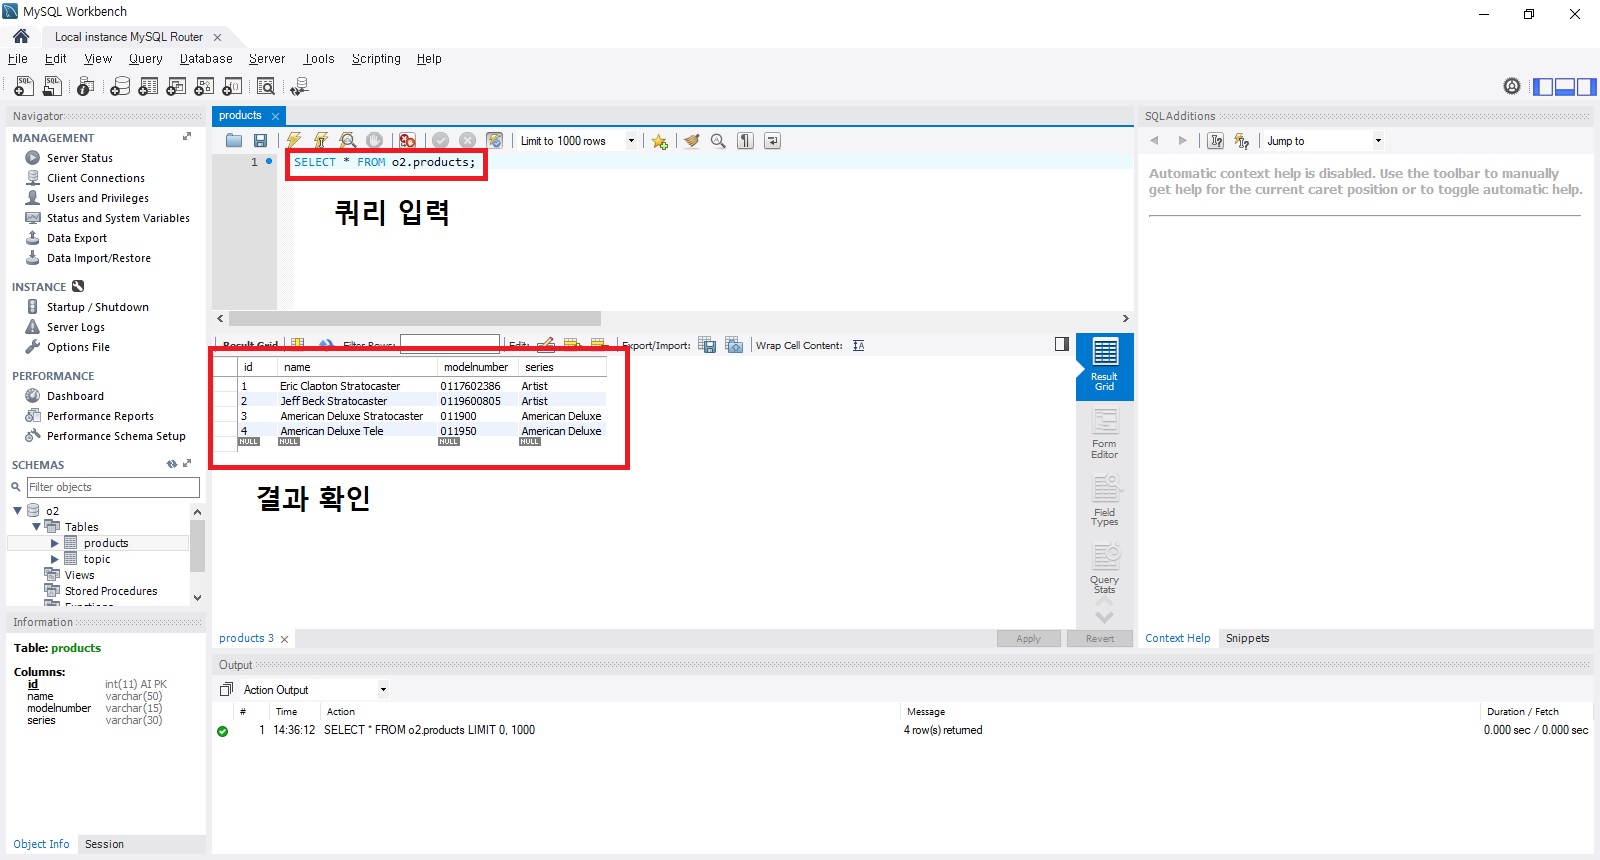 MySQL Workbench
Local instance MySQL Router
File Edit View Query Database Server Tools Scripting Help
Navigator
MANAGEMENT
Server Status
Client Connections
Users and Privileges
Status and System Variables
Data Export
Data Import/Restore
INSTANCE
Startup / Shutdown
Server Logs
Options File
PERFORMANCE
Dashboard
Performance Reports
Performance Schema Setup
SCHEMAS
Filter objects
o2
Tables
products
topic
Views
Stored Procedures
Functions
Information
Table: products
Columns:
id int(11) AI PK
name varchar(50)
modelnumber varchar(15)
series varchar(30)
Object Info Session
products
Limit to 1000 rows
1 SELECT * FROM o2.products;
쿼리 입력
Result Grid Filter Rows: Edit: Export/Import: Wrap Cell Content:
id name modelnumber series
1 Eric Clapton Stratocaster 0117602386 Artist
2 Jeff Beck Stratocaster 0119600805 Artist
3 American Deluxe Stratocaster 011900 American Deluxe
4 American Deluxe Tele 011950 American Deluxe
NULL NULL NULL NULL
결과 확인
Result
Grid
Form
Editor
Field
Types
Query
Stats
products 3
Apply Revert
SQLAdditions
Jump to
Automatic context help is disabled. Use the toolbar to manually
get help for the current caret position or to toggle automatic help.
Context Help Snippets
Output
Action Output
# Time Action Message Duration / Fetch
1 14:36:12 SELECT * FROM o2.products LIMIT 0, 1000 4 row(s) returned 0.000 sec / 0.000 sec